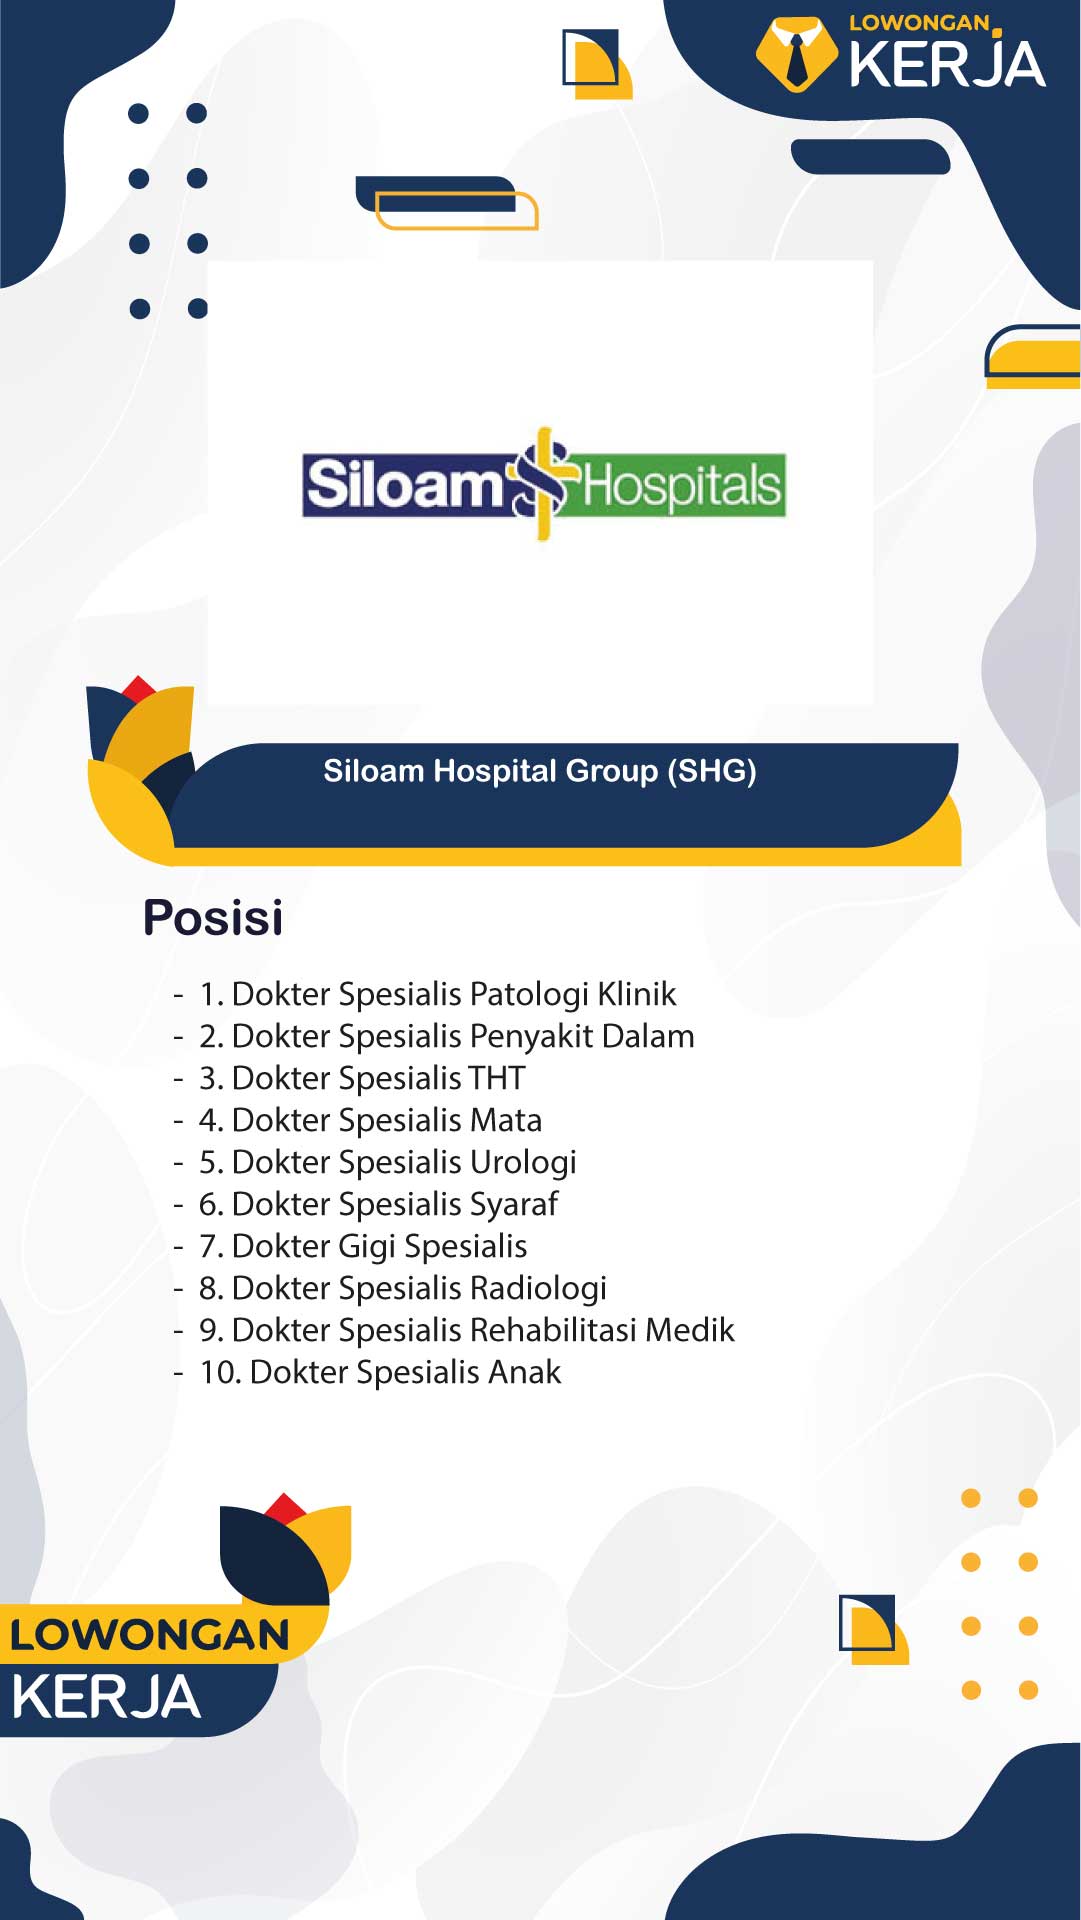 LOWONGAN
KERJA
Siloam Hospitals
Siloam Hospital Group (SHG)
Posisi
- 1. Dokter Spesialis Patologi Klinik
- 2. Dokter Spesialis Penyakit Dalam
- 3. Dokter Spesialis THT
- 4. Dokter Spesialis Mata
- 5. Dokter Spesialis Urologi
- 6. Dokter Spesialis Syaraf
- 7. Dokter Gigi Spesialis
- 8. Dokter Spesialis Radiologi
- 9. Dokter Spesialis Rehabilitasi Medik
- 10. Dokter Spesialis Anak
LOWONGAN
KERJA